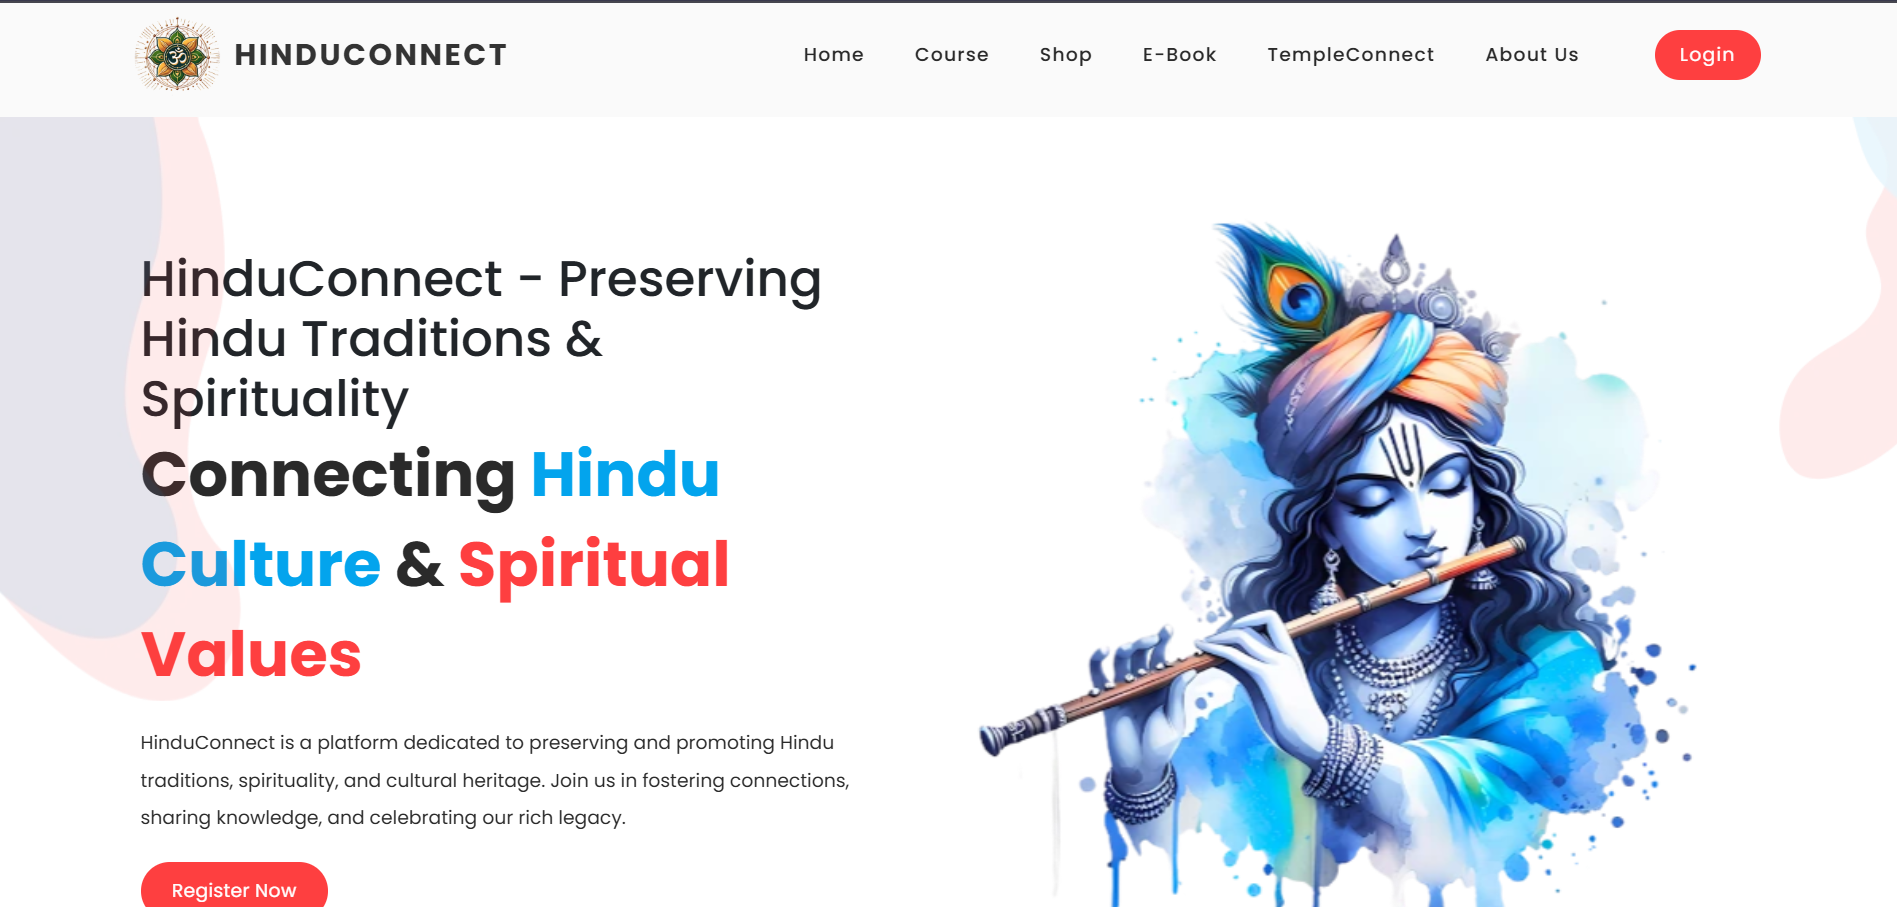 HINDUCONNECT
Home Course Shop E-Book TempleConnect About Us Login
HinduConnect - Preserving
Hindu Traditions &
Spirituality
Connecting Hindu
Culture & Spiritual
Values
HinduConnect is a platform dedicated to preserving and promoting Hindu
traditions, spirituality, and cultural heritage. Join us in fostering connections,
sharing knowledge, and celebrating our rich legacy.
Register Now